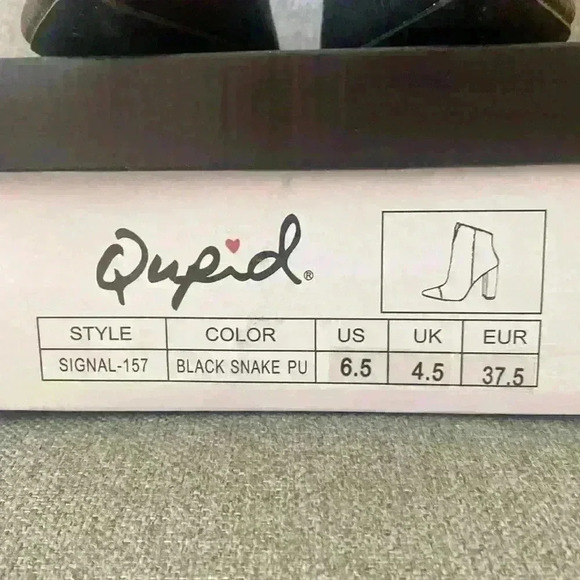 Qupid®
STYLE COLOR US UK EUR
SIGNAL-157 BLACK SNAKE PU 6.5 4.5 37.5